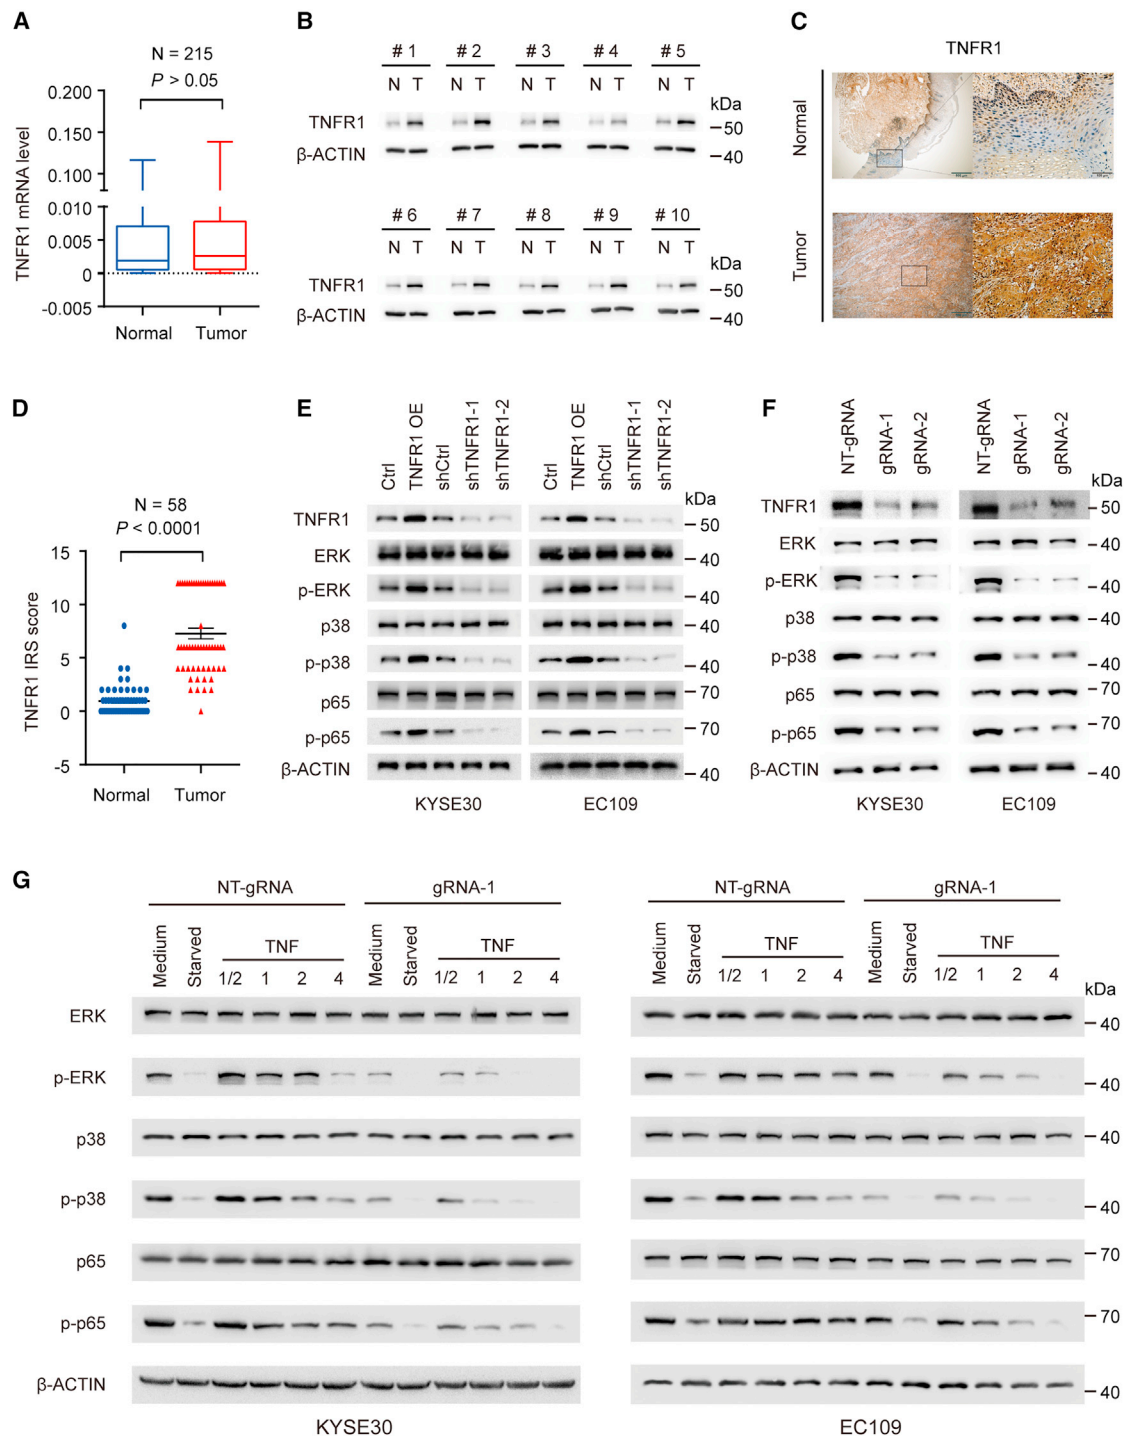 A
N = 215
P > 0.05
TNFR1 mRNA level
0.200
0.150
0.100
0.010
0.005
0
-0.005
Normal Tumor
B
# 1 # 2 # 3 # 4 # 5
N T N T N T N T N T
kDa
TNFR1
50
β-ACTIN
40
# 6 # 7 # 8 # 9 # 10
N T N T N T N T N T
kDa
TNFR1
50
β-ACTIN
40
C
TNFR1
Normal
Tumor
D
N = 58
P < 0.0001
TNFR1 IRS score
15
10
5
0
-5
Normal Tumor
E
Ctrl TNFR1 OE shCtrl shTNFR1-1 shTNFR1-2 Ctrl TNFR1 OE shCtrl shTNFR1-1 shTNFR1-2
kDa
TNFR1 50
ERK 40
p-ERK 40
p38 40
p-p38 40
p65 70
p-p65 70
β-ACTIN 40
KYSE30 EC109
F
NT-gRNA gRNA-1 gRNA-2 NT-gRNA gRNA-1 gRNA-2
kDa
TNFR1 50
ERK 40
p-ERK 40
p38 40
p-p38 40
p65 70
p-p65 70
β-ACTIN 40
KYSE30 EC109
G
NT-gRNA gRNA-1 NT-gRNA gRNA-1
Medium Starved TNF Medium Starved TNF Medium Starved TNF Medium Starved TNF
1/2 1 2 4 1/2 1 2 4 1/2 1 2 4 1/2 1 2 4
kDa
ERK 40
p-ERK 40
p38 40
p-p38 40
p65 70
p-p65 70
β-ACTIN 40
KYSE30 EC109